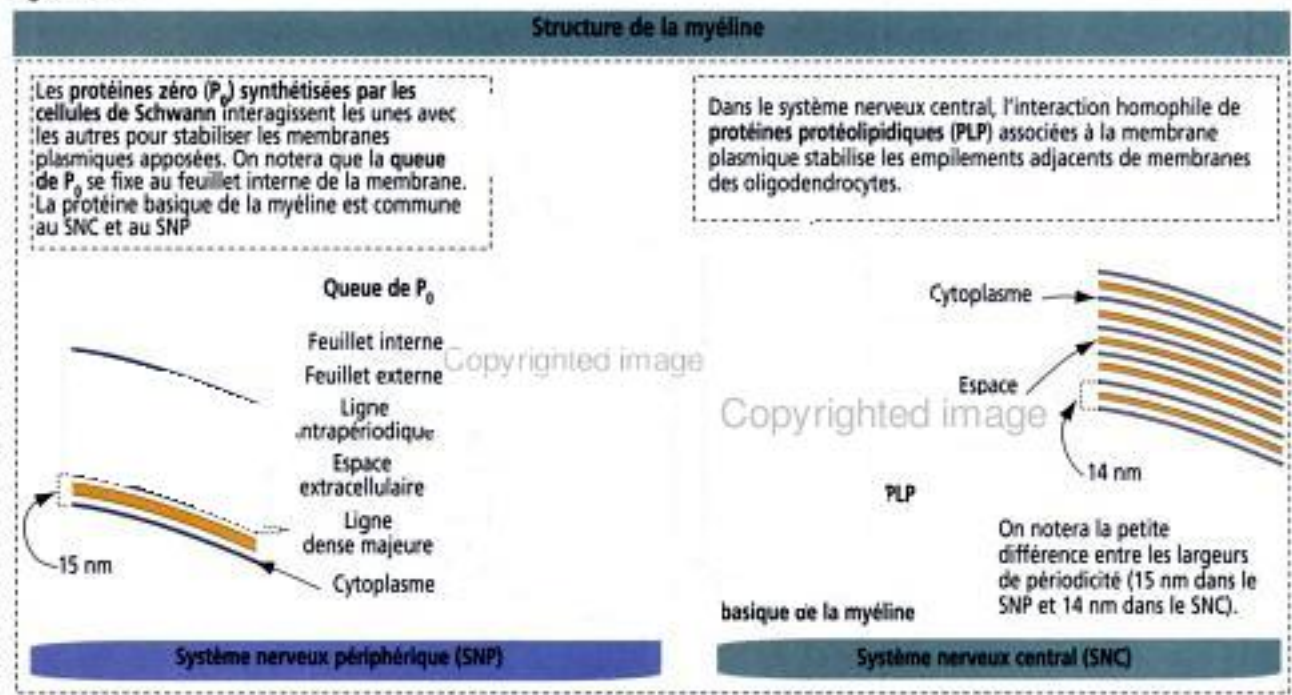 Structure de la myéline
Les protéines zéro (P0) synthétisées par les
cellules de Schwann interagissent les unes avec
les autres pour stabiliser les membranes
plasmiques apposées. On notera que la queue
de P0 se fixe au feuillet interne de la membrane.
La protéine basique de la myéline est commune
au SNC et au SNP
Queue de P0
Feuillet interne
Feuillet externe
Ligne
intrapériodique
Espace
extracellulaire
Ligne
dense majeure
Cytoplasme
15 nm
Copyrighted image
Système nerveux périphérique (SNP)
Dans le système nerveux central, l'interaction homophile de
protéines protéolipidiques (PLP) associées à la membrane
plasmique stabilise les empilements adjacents de membranes
des oligodendrocytes.
Cytoplasme
Espace
Copyrighted image
14 nm
PLP
On notera la petite
différence entre les largeurs
de périodicité (15 nm dans le
SNP et 14 nm dans le SNC).
basique de la myéline
Système nerveux central (SNC)